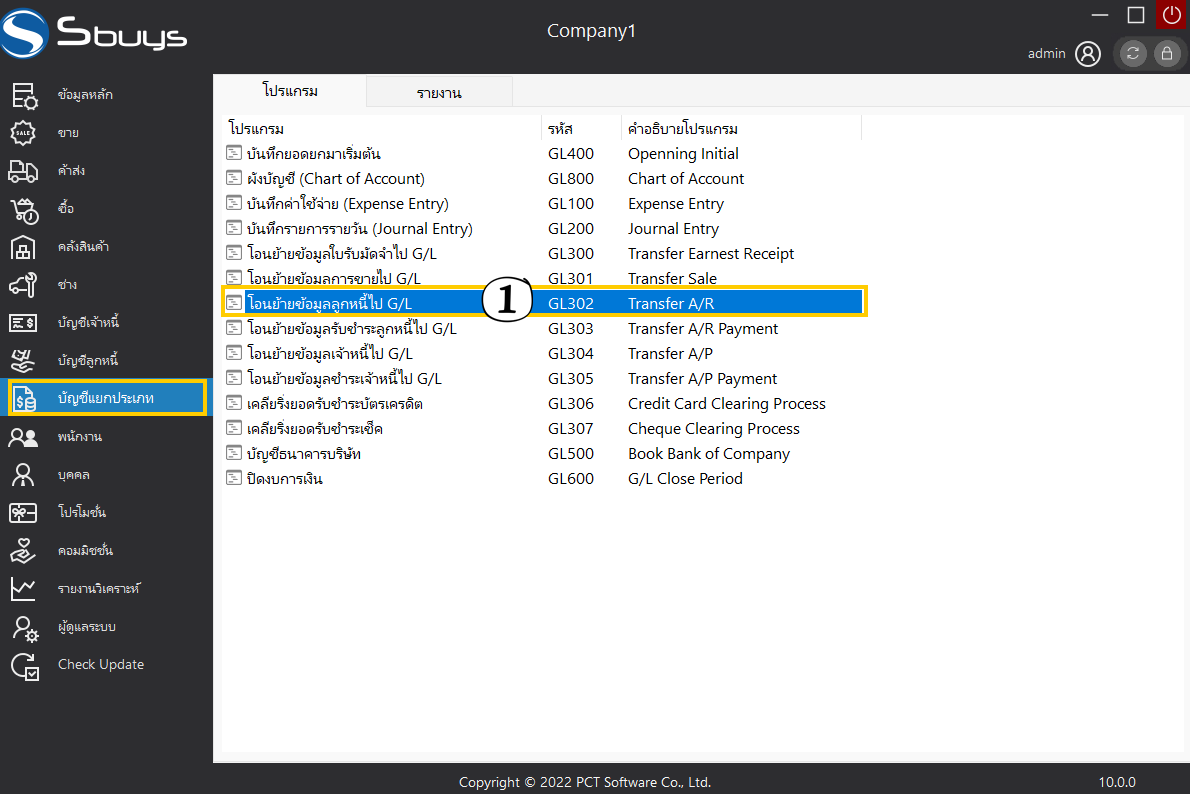 Sbuys
Company1
admin
ข้อมูลหลัก
ขาย
ค้าส่ง
ซื้อ
คลังสินค้า
ช่าง
บัญชีเจ้าหนี้
บัญชีลูกหนี้
บัญชีแยกประเภท
พนักงาน
บุคคล
โปรโมชั่น
คอมมิชชั่น
รายงานวิเคราะห์
ผู้ดูแลระบบ
Check Update
โปรแกรม รายงาน
โปรแกรม รหัส คำอธิบายโปรแกรม
บันทึกยอดยกมาเริ่มต้น GL400 Openning Initial
ผังบัญชี (Chart of Account) GL800 Chart of Account
บันทึกค่าใช้จ่าย (Expense Entry) GL100 Expense Entry
บันทึกรายการรายวัน (Journal Entry) GL200 Journal Entry
โอนย้ายข้อมูลใบรับมัดจำไป G/L GL300 Transfer Earnest Receipt
โอนย้ายข้อมูลการขายไป G/L GL301 Transfer Sale
โอนย้ายข้อมูลลูกหนี้ไป G/L 1 GL302 Transfer A/R
โอนย้ายข้อมูลรับชำระลูกหนี้ไป G/L GL303 Transfer A/R Payment
โอนย้ายข้อมูลเจ้าหนี้ไป G/L GL304 Transfer A/P
โอนย้ายข้อมูลชำระเจ้าหนี้ไป G/L GL305 Transfer A/P Payment
เคลียริ่งยอดรับชำระบัตรเครดิต GL306 Credit Card Clearing Process
เคลียริ่งยอดรับชำระเช็ค GL307 Cheque Clearing Process
บัญชีธนาคารบริษัท GL500 Book Bank of Company
ปิดงบการเงิน GL600 G/L Close Period
Copyright © 2022 PCT Software Co., Ltd.
10.0.0